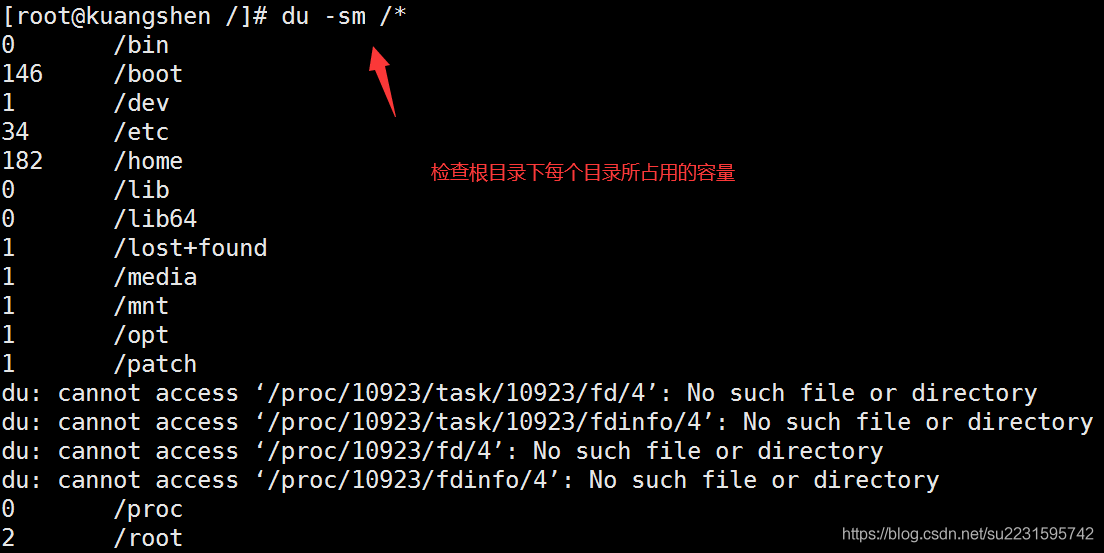 [root@kuangshen /]# du -sm /*
0 /bin
146 /boot
1 /dev
34 /etc
182 /home
检查根目录下每个目录所占用的容量
0 /lib
0 /lib64
1 /lost+found
1 /media
1 /mnt
1 /opt
1 /patch
du: cannot access ‘/proc/10923/task/10923/fd/4’: No such file or directory
du: cannot access ‘/proc/10923/task/10923/fdinfo/4’: No such file or directory
du: cannot access ‘/proc/10923/fd/4’: No such file or directory
du: cannot access ‘/proc/10923/fdinfo/4’: No such file or directory
0 /proc
2 /root
https://blog.csdn.net/su2231595742